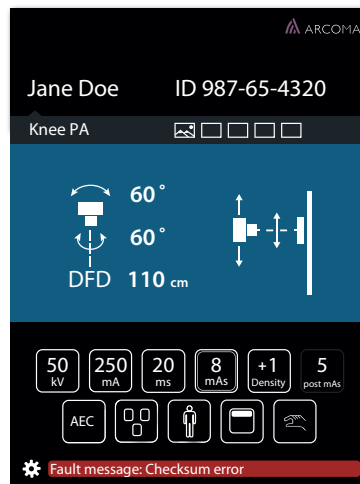 ARCOMA
Jane Doe ID 987-65-4320
Knee PA
60°
60°
DFD 110 cm
50 250 20 8 +1 5
kV mA ms mAs Density post mAs
AEC
Fault message: Checksum error